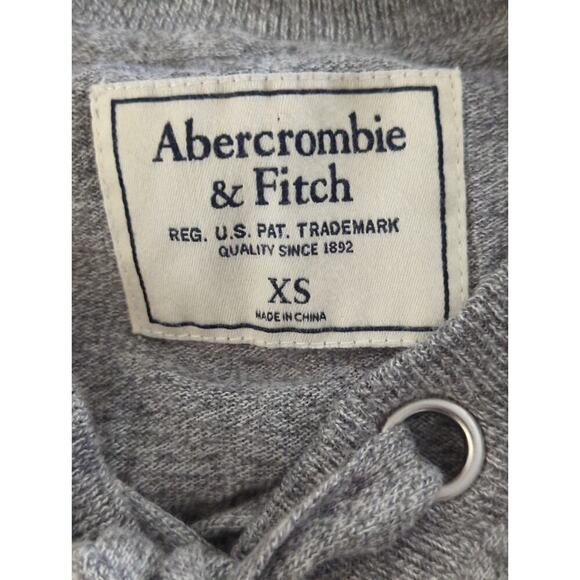 Abercrombie
& Fitch
REG. U.S. PAT. TRADEMARK
QUALITY SINCE 1892
XS
MADE IN CHINA